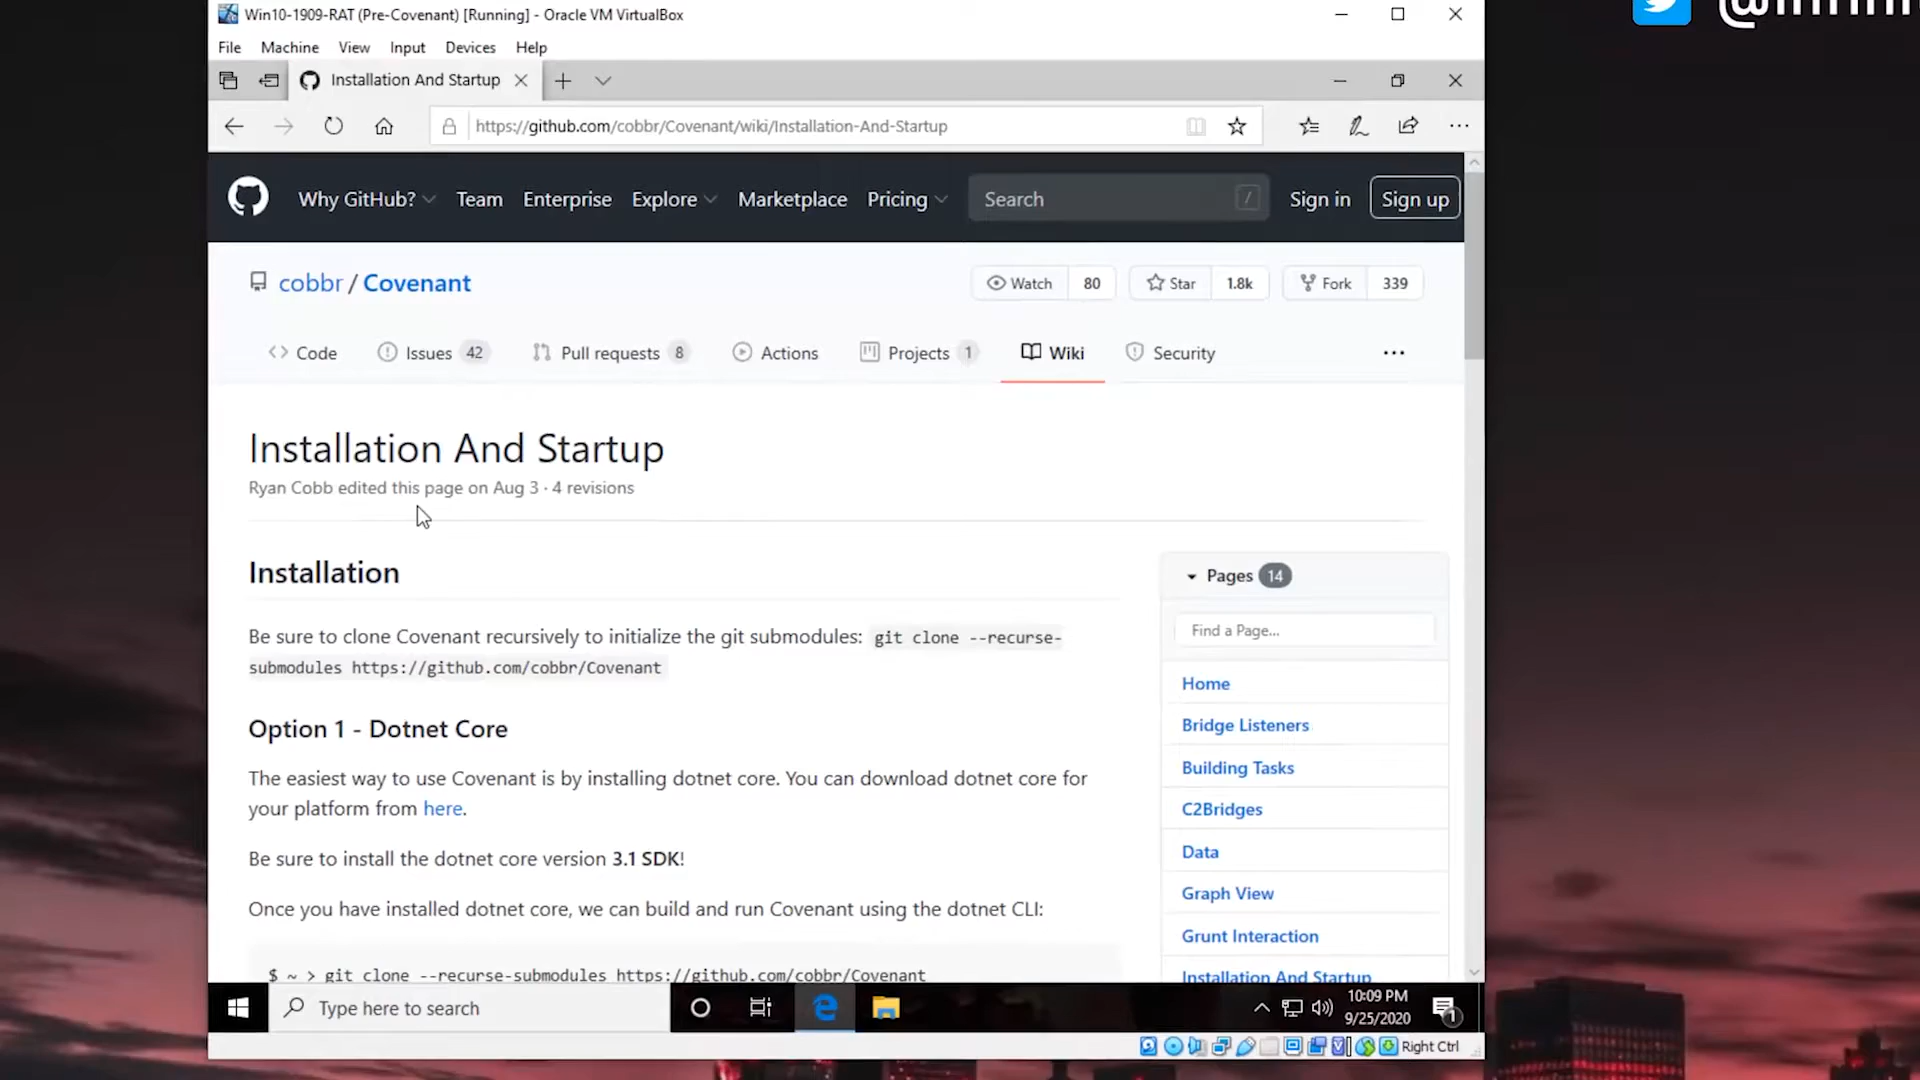 Win10-1909-RAT (Pre-Covenant) [Running] - Oracle VM VirtualBox
File Machine View Input Devices Help
Installation And Startup
https://github.com/cobbr/Covenant/wiki/Installation-And-Startup
Why GitHub? Team Enterprise Explore Marketplace Pricing Search / Sign in Sign up
cobbr / Covenant Watch 80 Star 1.8k Fork 339
<> Code Issues 42 Pull requests 8 Actions Projects 1 Wiki Security ...
Installation And Startup
Ryan Cobb edited this page on Aug 3 · 4 revisions
Installation
Be sure to clone Covenant recursively to initialize the git submodules: git clone --recurse-
submodules https://github.com/cobbr/Covenant
Option 1 - Dotnet Core
The easiest way to use Covenant is by installing dotnet core. You can download dotnet core for
your platform from here.
Be sure to install the dotnet core version 3.1 SDK!
Once you have installed dotnet core, we can build and run Covenant using the dotnet CLI:
$ ~ > git clone --recurse-submodules https://github.com/cobbr/Covenant
Pages 14
Find a Page...
Home
Bridge Listeners
Building Tasks
C2Bridges
Data
Graph View
Grunt Interaction
Installation And Startup
Type here to search
10:09 PM
9/25/2020
1
Right Ctrl